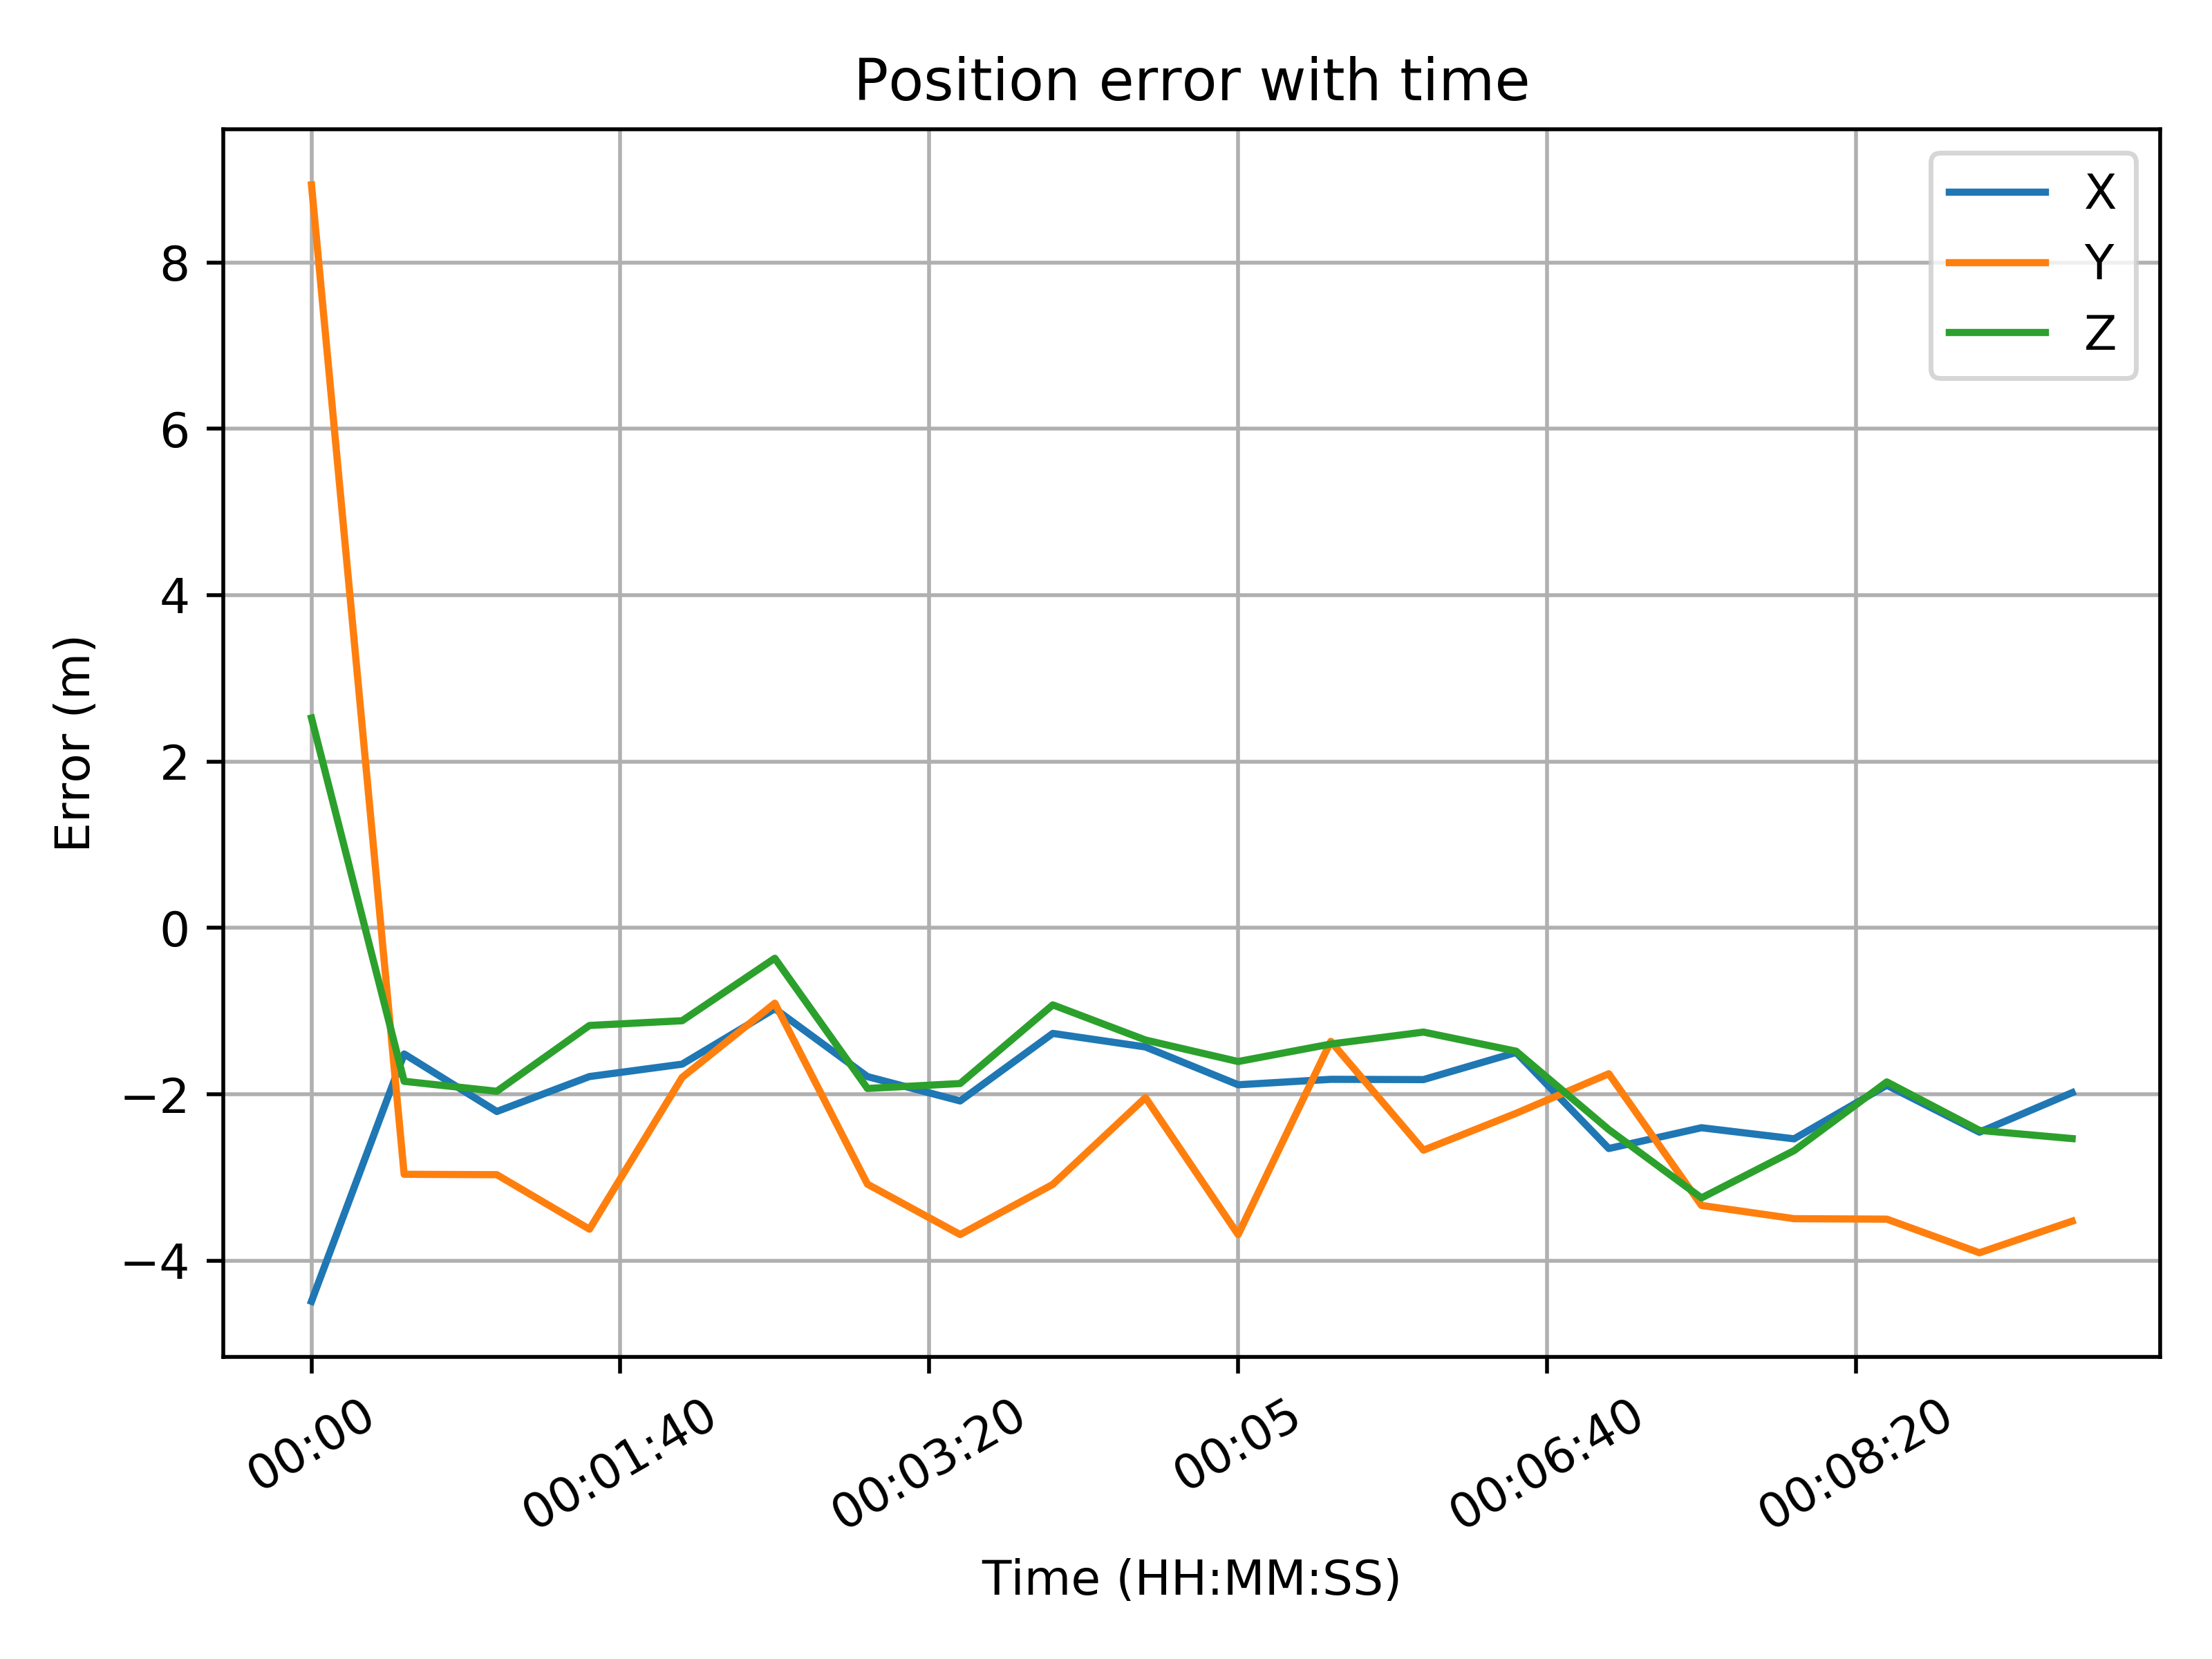 Position error with time
X
Y
Z
8
6
4
2
0
−2
−4
Error (m)
00:00
00:01:40
00:03:20
00:05
00:06:40
00:08:20
Time (HH:MM:SS)